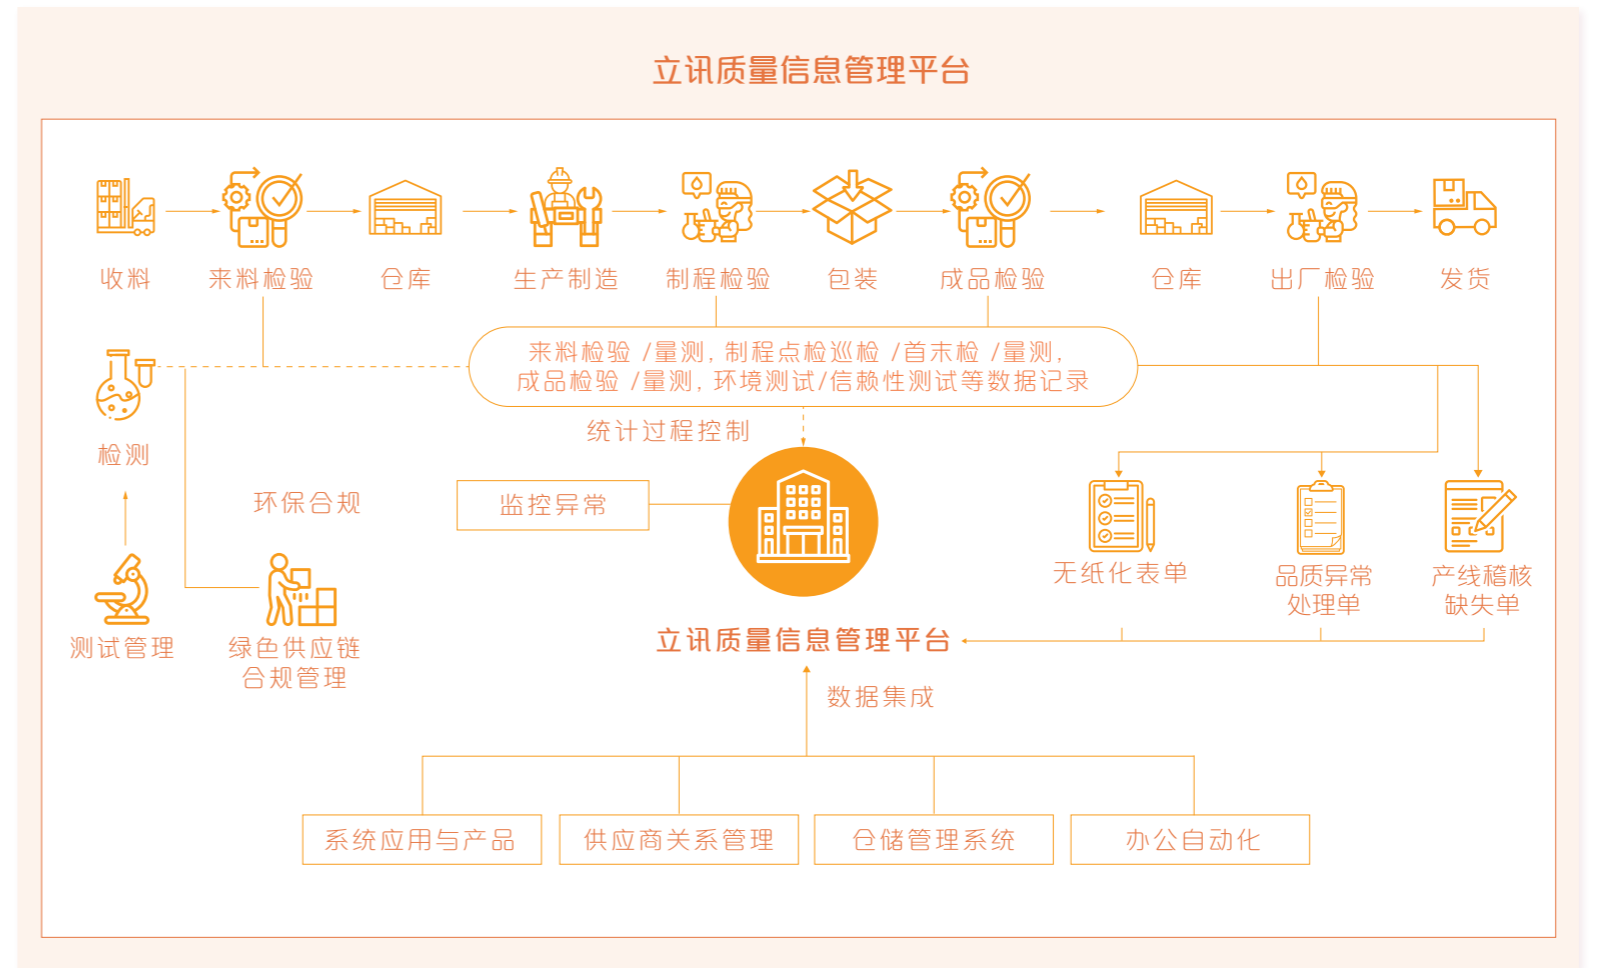 立讯质量信息管理平台
收料
来料检验
仓库
生产制造
制程检验
包装
成品检验
仓库
出厂检验
发货
来料检验 /量测, 制程点检巡检 /首末检 /量测,
成品检验 /量测, 环境测试/信赖性测试等数据记录
统计过程控制
检测
环保合规
监控异常
无纸化表单
品质异常
处理单
产线稽核
缺失单
测试管理
绿色供应链
合规管理
立讯质量信息管理平台
数据集成
系统应用与产品
供应商关系管理
仓储管理系统
办公自动化